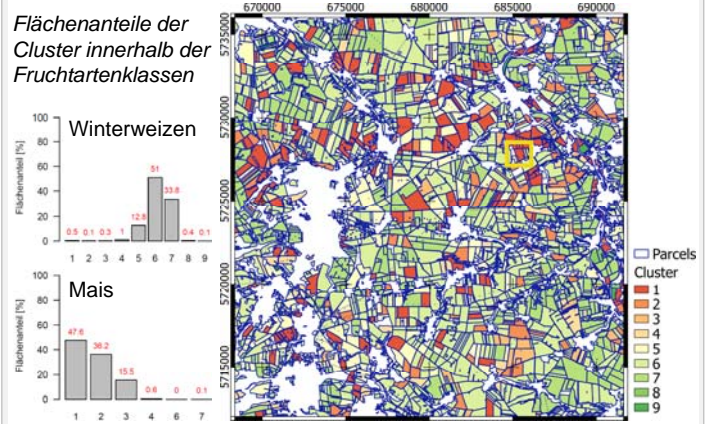 Flächenanteile der
Cluster innerhalb der
Fruchtartenklassen
Winterweizen
Flächenanteil [%]
100
80
60
40
20
0
0.5 0.1 0.3 1 12.8 51 33.8 0.4 0.1
1 2 3 4 5 6 7 8 9
Mais
Flächenanteil [%]
100
80
60
40
20
0
47.6 36.2 15.5 0.6 0 0.1
1 2 3 4 6 7
670000 675000 680000 685000 690000
5735000
5730000
5725000
5720000
5715000
Parcels
Cluster
1
2
3
4
5
6
7
8
9